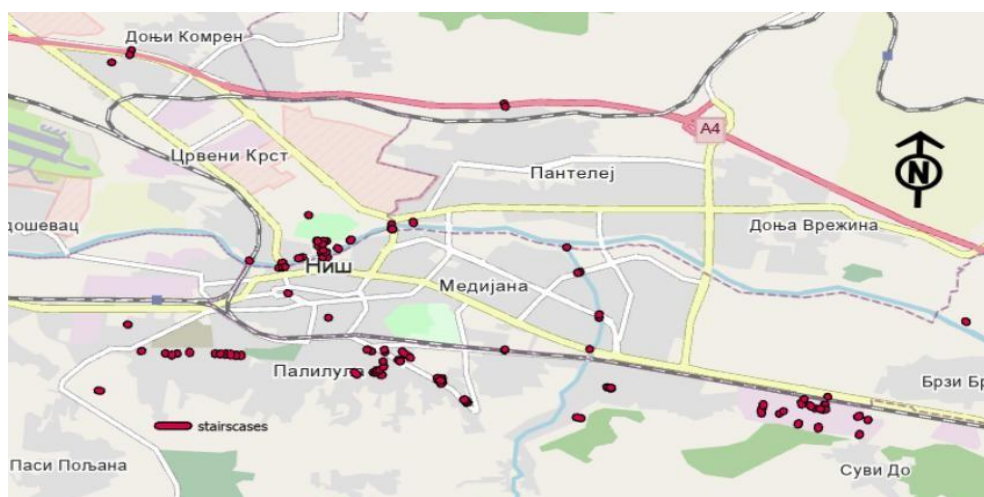 Доњи Комрен
A4
N
Црвени Крст
Пантелеј
дошевац
Доња Врежина
Ниш
Медијана
Палилула
Брзи Бр
stairscases
Паси Пољана
Суви До